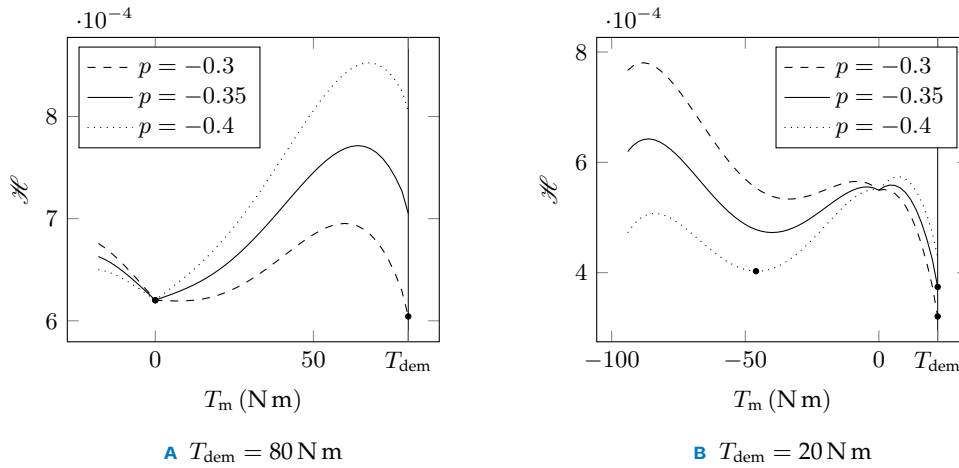 ·10⁻⁴
p = −0.3
p = −0.35
p = −0.4
8
7
6
ℋ
0
50
T_dem
T_m (N m)
A T_dem = 80 N m
·10⁻⁴
p = −0.3
p = −0.35
p = −0.4
8
6
4
ℋ
−100
−50
0
T_dem
T_m (N m)
B T_dem = 20 N m